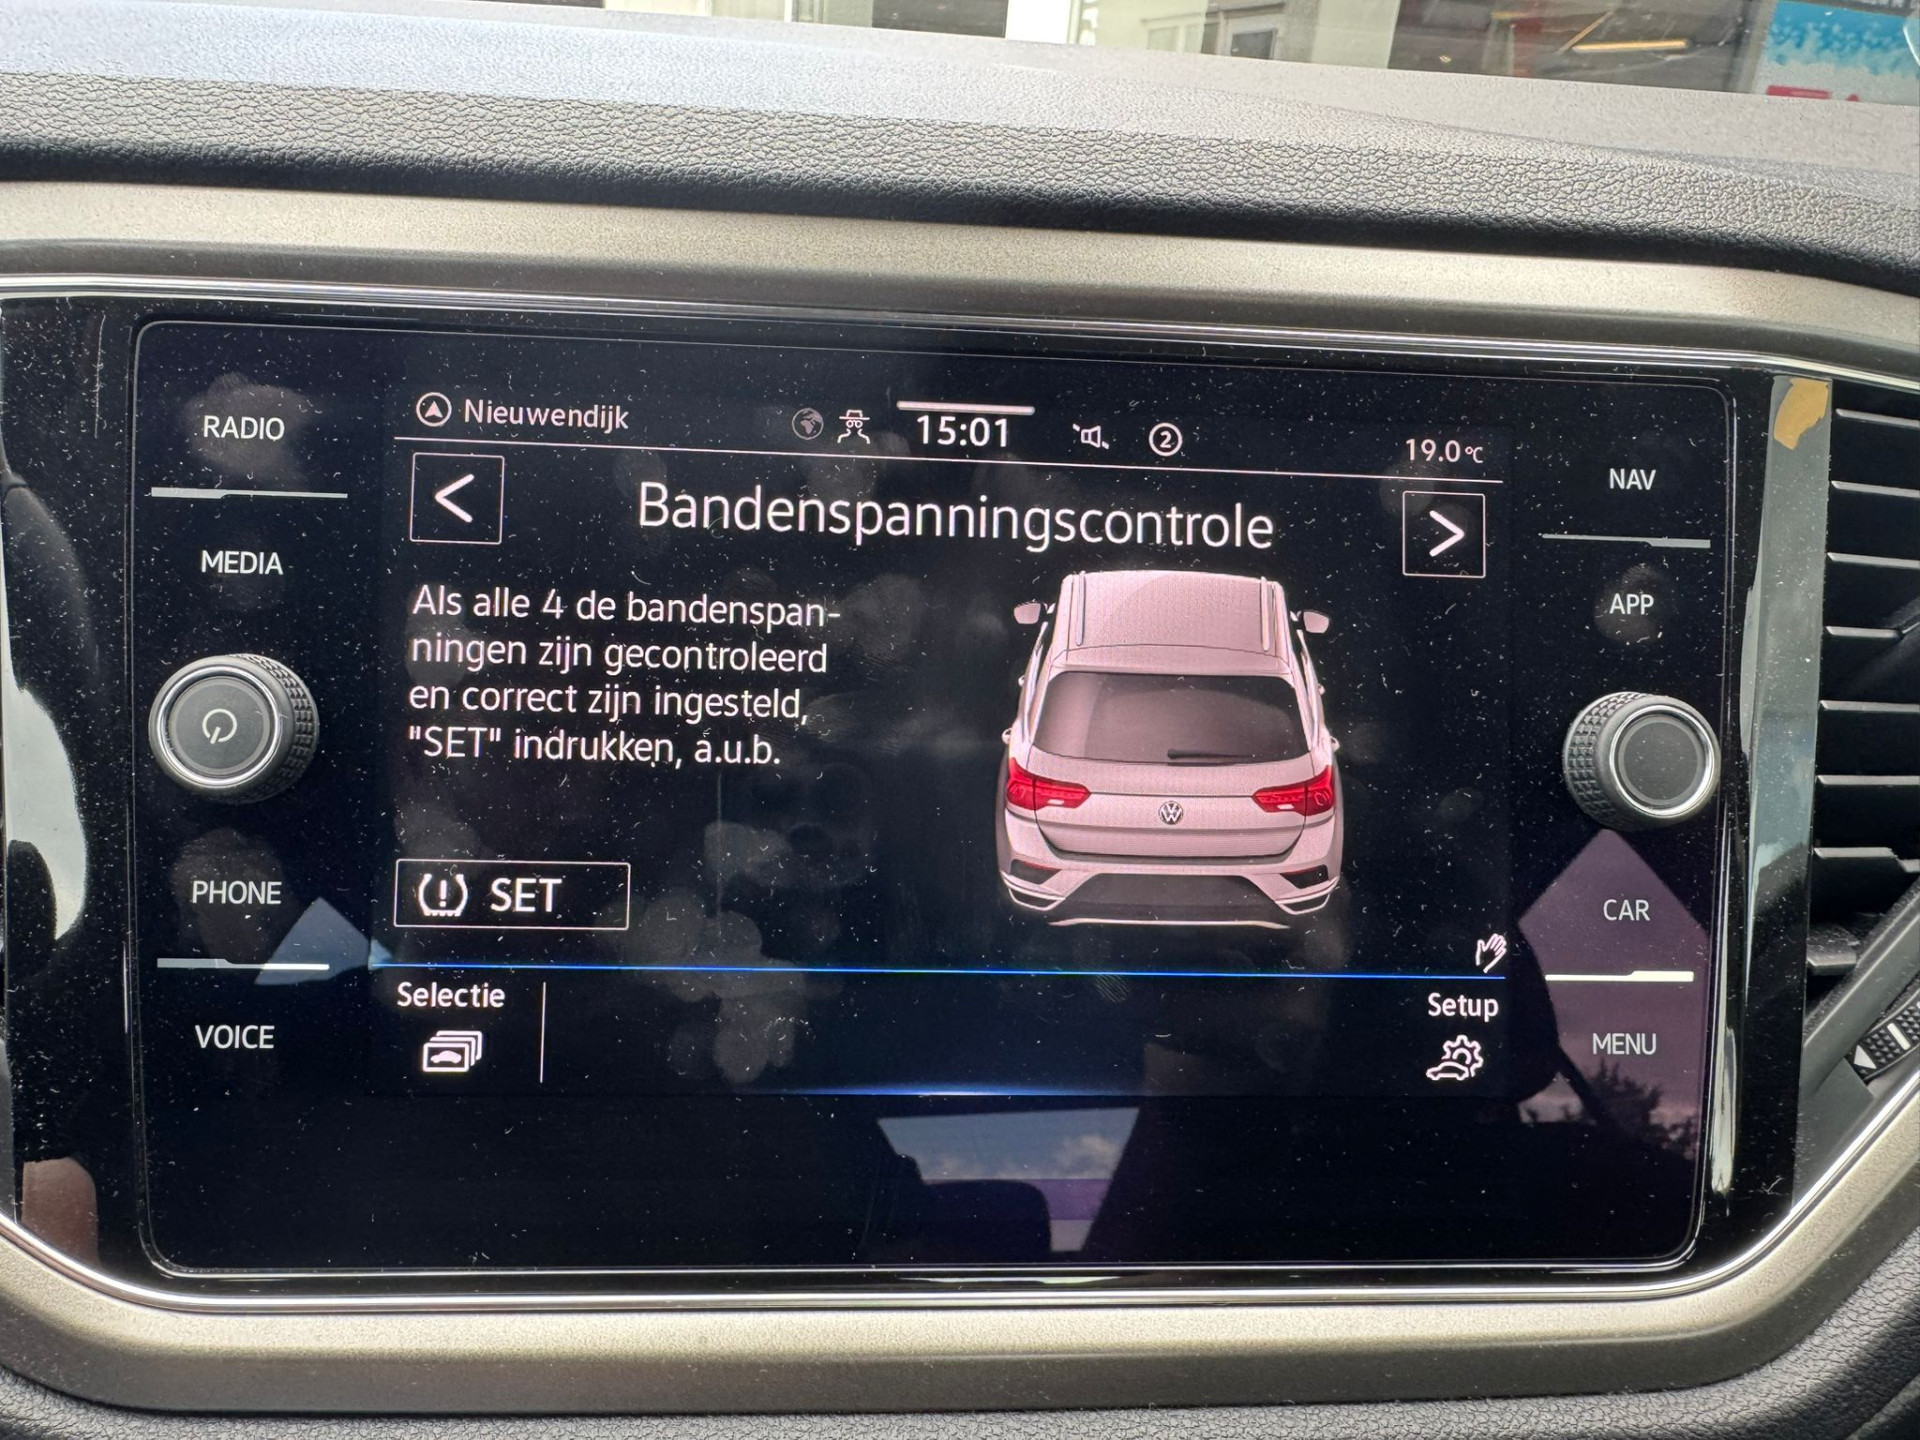 RADIO
MEDIA
PHONE
VOICE
Nieuwendijk
15:01
2
19.0°C
Bandenspanningscontrole
Als alle 4 de bandenspan-
ningen zijn gecontroleerd
en correct zijn ingesteld,
"SET" indrukken, a.u.b.
SET
Selectie
Setup
NAV
APP
CAR
MENU